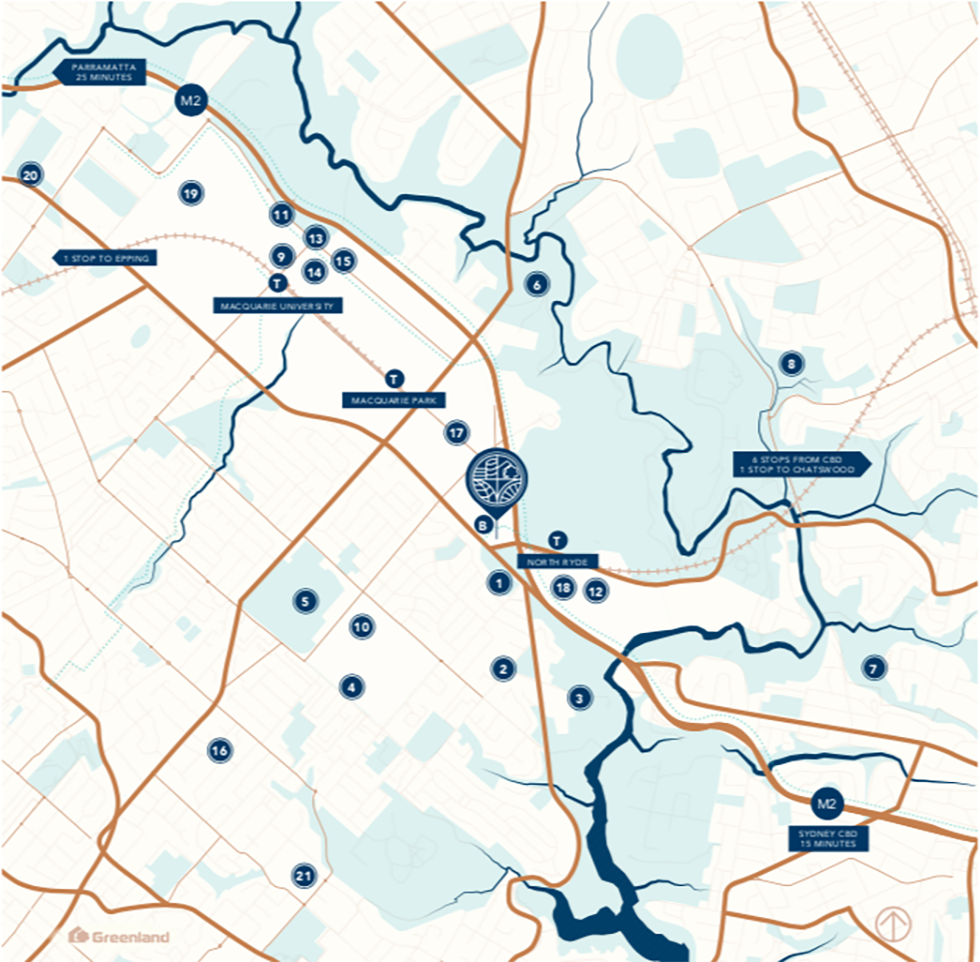 PARRAMATTA
25 MINUTES
M2
20
19
11
13
1 STOP TO EPPING
9
14
15
T
MACQUARIE UNIVERSITY
6
8
T
MACQUARIE PARK
17
6 STOPS FROM CBD
1 STOP TO CHATSWOOD
B
T
NORTH RYDE
1
18
12
5
10
2
7
4
3
16
M2
SYDNEY CBD
15 MINUTES
21
Greenland